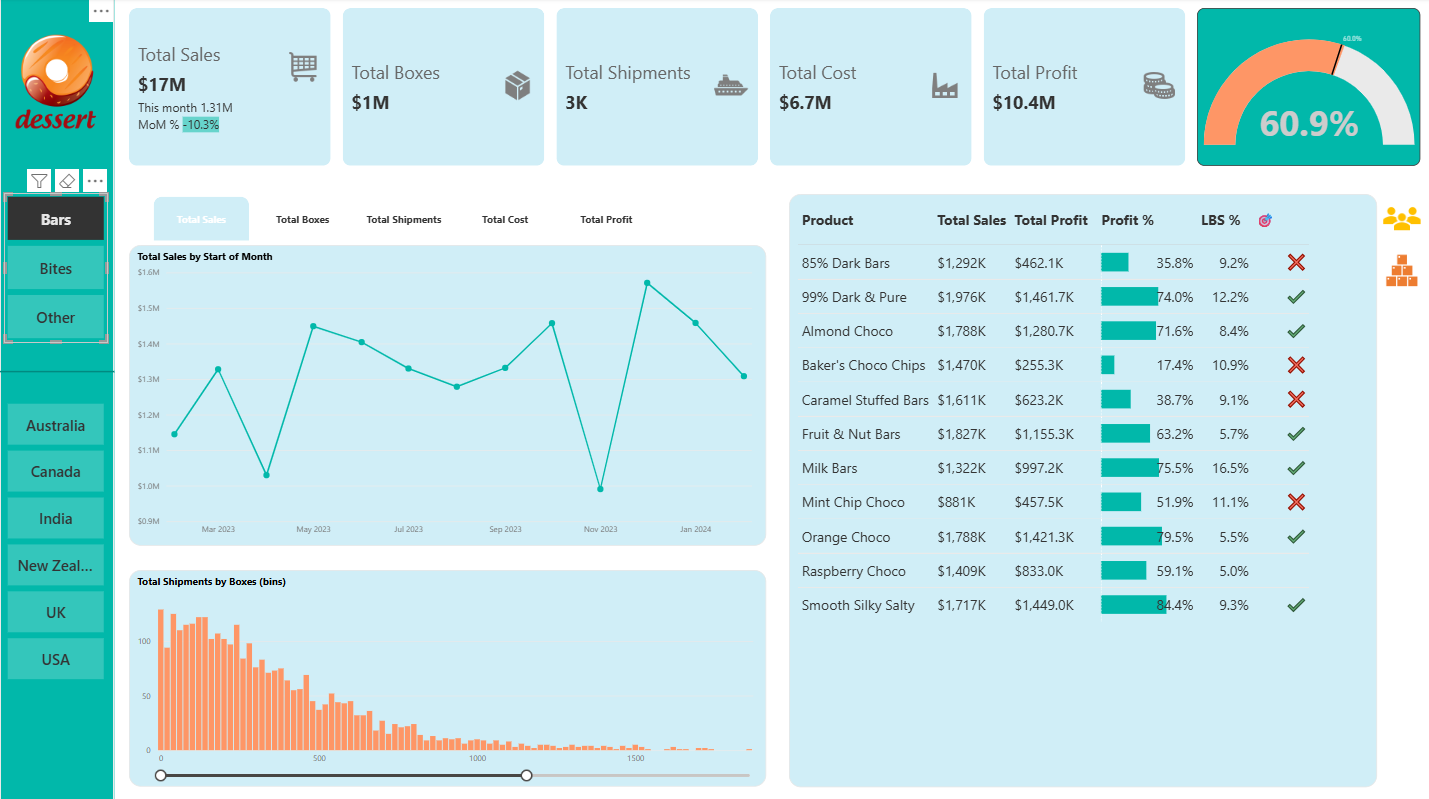 dessert
Bars
Bites
Other
Australia
Canada
India
New Zeal...
UK
USA
Total Sales
$17M
This month 1.31M
MoM % -10.3%
Total Boxes
$1M
Total Shipments
3K
Total Cost
$6.7M
Total Profit
$10.4M
60.0%
60.9%
Total Sales Total Boxes Total Shipments Total Cost Total Profit
Total Sales by Start of Month
$1.6M
$1.5M
$1.4M
$1.3M
$1.2M
$1.1M
$1.0M
$0.9M
Mar 2023 May 2023 Jul 2023 Sep 2023 Nov 2023 Jan 2024
Total Shipments by Boxes (bins)
100
50
0
0 500 1000 1500
Product Total Sales Total Profit Profit % LBS %
85% Dark Bars $1,292K $462.1K 35.8% 9.2%
99% Dark & Pure $1,976K $1,461.7K 74.0% 12.2%
Almond Choco $1,788K $1,280.7K 71.6% 8.4%
Baker's Choco Chips $1,470K $255.3K 17.4% 10.9%
Caramel Stuffed Bars $1,611K $623.2K 38.7% 9.1%
Fruit & Nut Bars $1,827K $1,155.3K 63.2% 5.7%
Milk Bars $1,322K $997.2K 75.5% 16.5%
Mint Chip Choco $881K $457.5K 51.9% 11.1%
Orange Choco $1,788K $1,421.3K 79.5% 5.5%
Raspberry Choco $1,409K $833.0K 59.1% 5.0%
Smooth Silky Salty $1,717K $1,449.0K 84.4% 9.3%